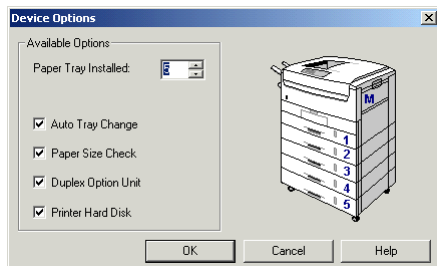 Device Options
Available Options
Paper Tray Installed: 5
Auto Tray Change
Paper Size Check
Duplex Option Unit
Printer Hard Disk
M
1
2
3
4
5
OK Cancel Help